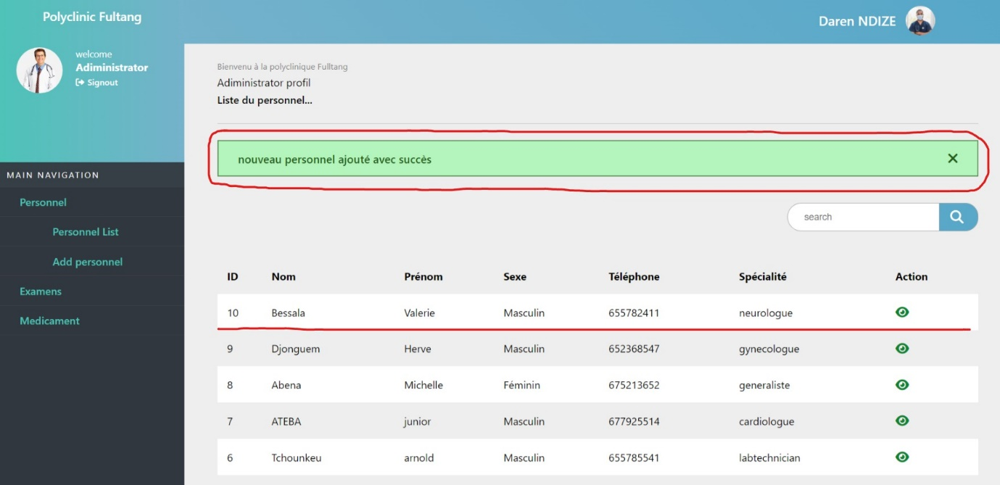 Polyclinic Fultang
Daren NDIZE
welcome
Adiministrator
Signout
MAIN NAVIGATION
Personnel
Personnel List
Add personnel
Examens
Medicament
Bienvenu à la polyclinique Fulltang
Adiministrator profil
Liste du personnel...
nouveau personnel ajouté avec succès
search
ID Nom Prénom Sexe Téléphone Spécialité Action
10 Bessala Valerie Masculin 655782411 neurologue
9 Djonguem Herve Masculin 652368547 gynecologue
8 Abena Michelle Féminin 675213652 generaliste
7 ATEBA junior Masculin 677925514 cardiologue
6 Tchounkeu arnold Masculin 655785541 labtechnician